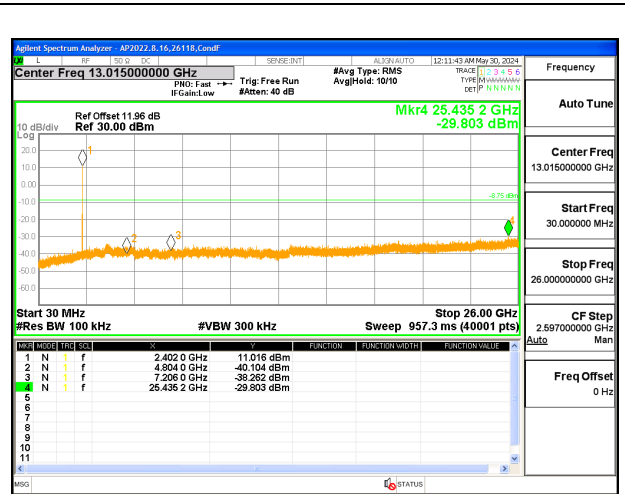 Agilent Spectrum Analyzer - AP2022.8.16,26118,CondF
LXI L RF 50 Ω DC SENSE:INT ALIGNAUTO 12:11:43 AM May 30, 2024
Center Freq 13.015000000 GHz
PNO: Fast
IFGain:Low
Trig: Free Run
#Atten: 40 dB
#Avg Type: RMS
Avg|Hold: 10/10
TRACE 1 2 3 4 5 6
TYPE M
DET P N N N N N
Frequency
Auto Tune
Ref Offset 11.96 dB
10 dB/div Ref 30.00 dBm
Log
Mkr4 25.435 2 GHz
-29.803 dBm
20.0
10.0
0.00
-10.0
-20.0
-30.0
-40.0
-50.0
-60.0
1
2
3
4
-8.76 dBm
Center Freq
13.015000000 GHz
Start Freq
30.000000 MHz
Stop Freq
26.000000000 GHz
Start 30 MHz Stop 26.00 GHz
#Res BW 100 kHz #VBW 300 kHz Sweep 957.3 ms (40001 pts)
CF Step
2.597000000 GHz
Auto Man
MKR MODE TRC SCL X Y FUNCTION FUNCTION WIDTH FUNCTION VALUE
1 N 1 f 2.402 0 GHz 11.016 dBm
2 N 1 f 4.804 0 GHz -40.104 dBm
3 N 1 f 7.206 0 GHz -38.262 dBm
4 N 1 f 25.435 2 GHz -29.803 dBm
5
6
7
8
9
10
11
Freq Offset
0 Hz
MSG STATUS